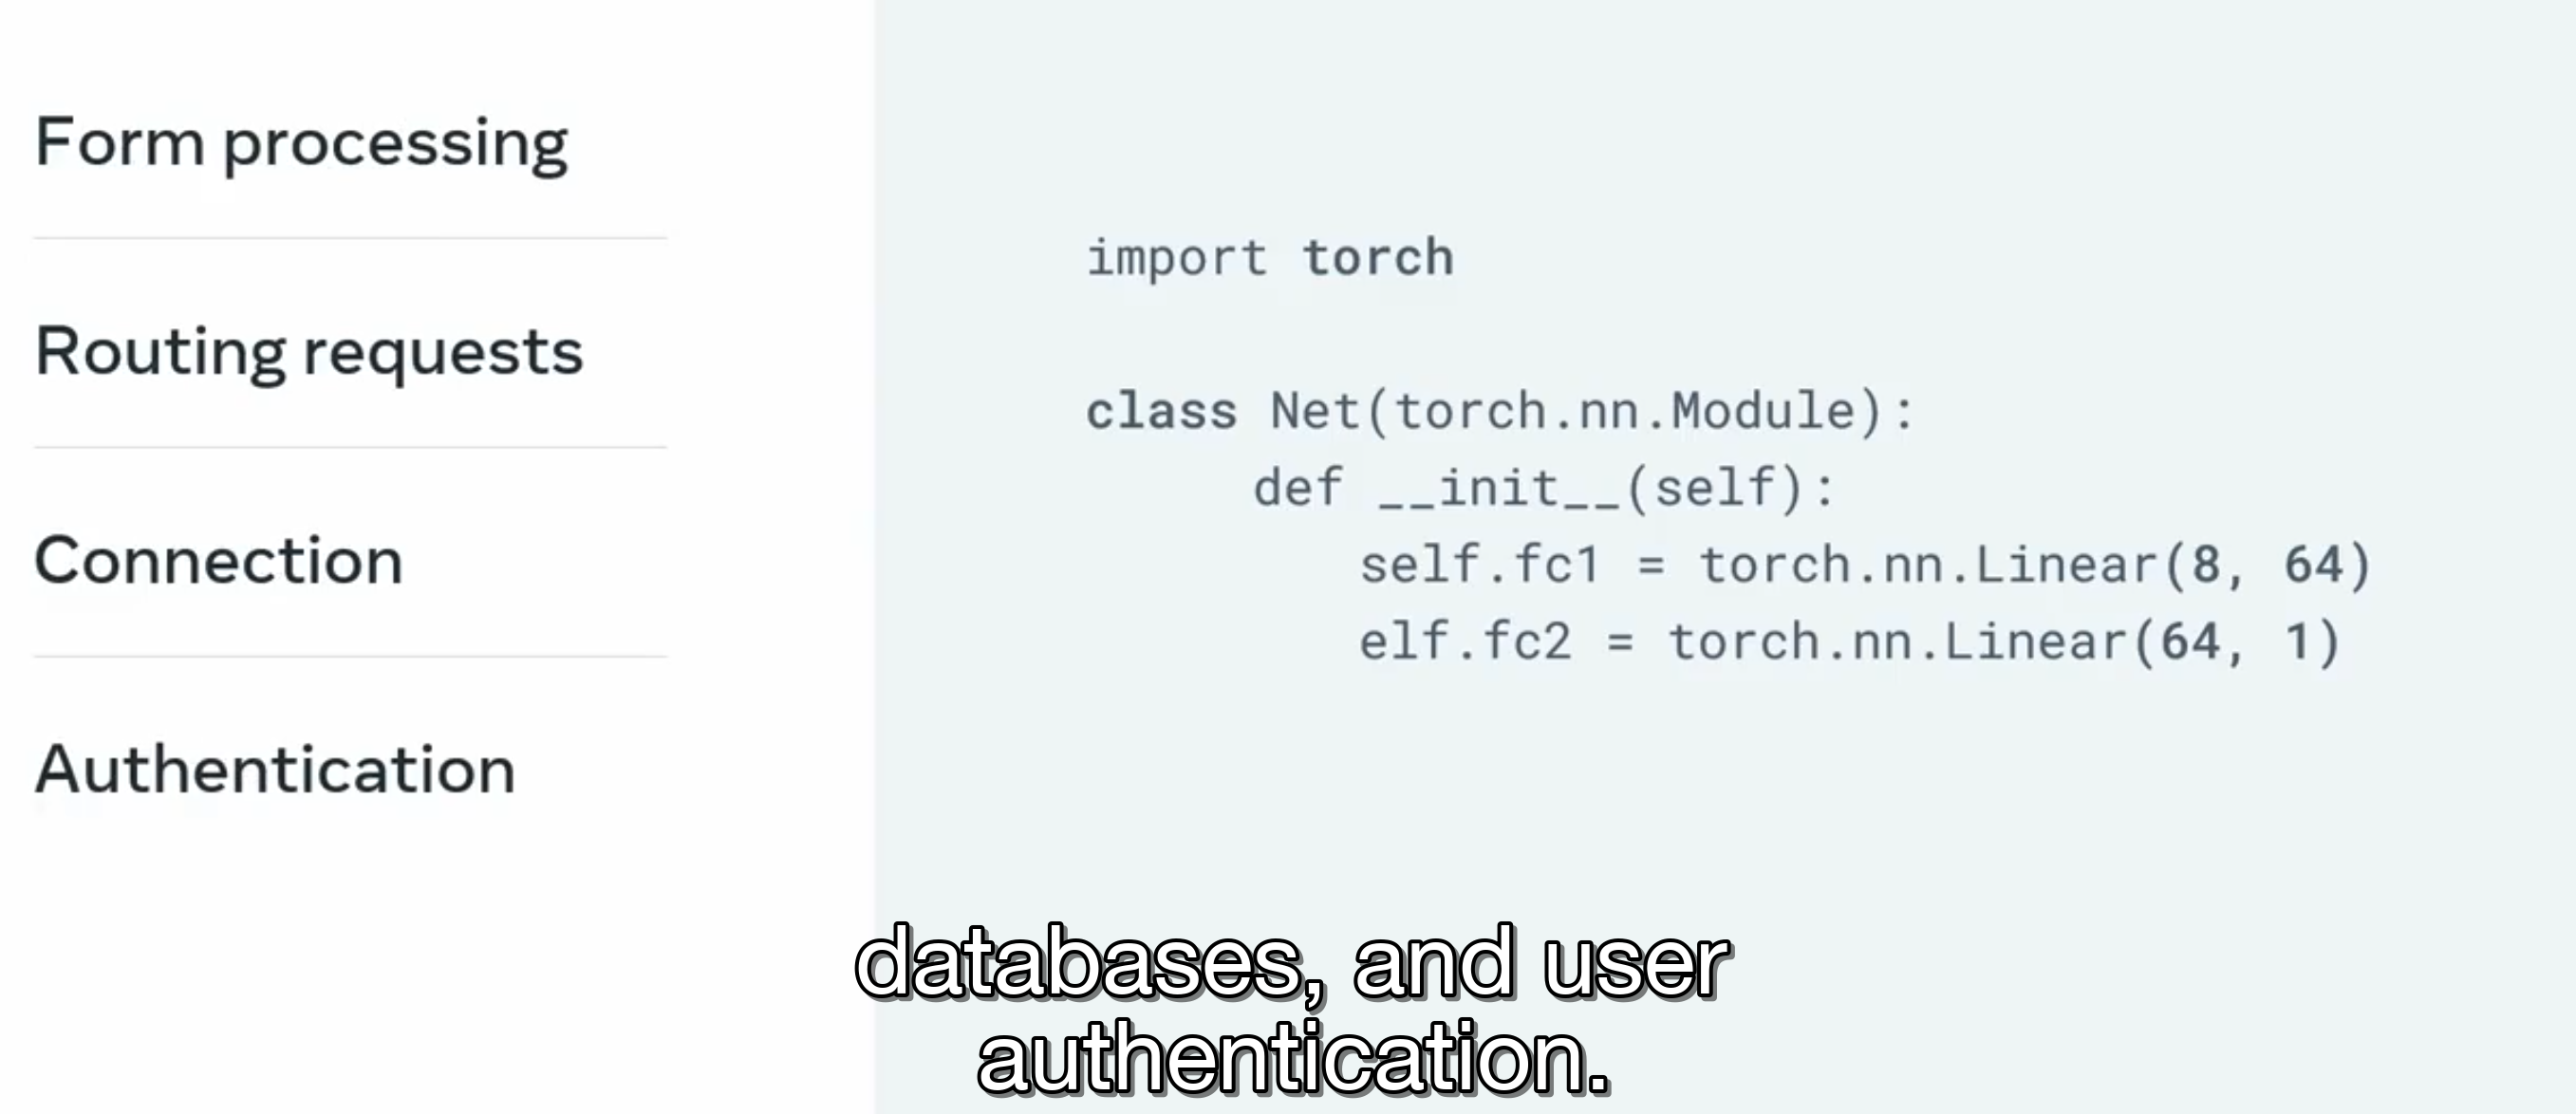 Form processing
Routing requests
Connection
Authentication
import torch
class Net(torch.nn.Module):
def __init__(self):
self.fc1 = torch.nn.Linear(8, 64)
elf.fc2 = torch.nn.Linear(64, 1)
databases, and user
authentication.